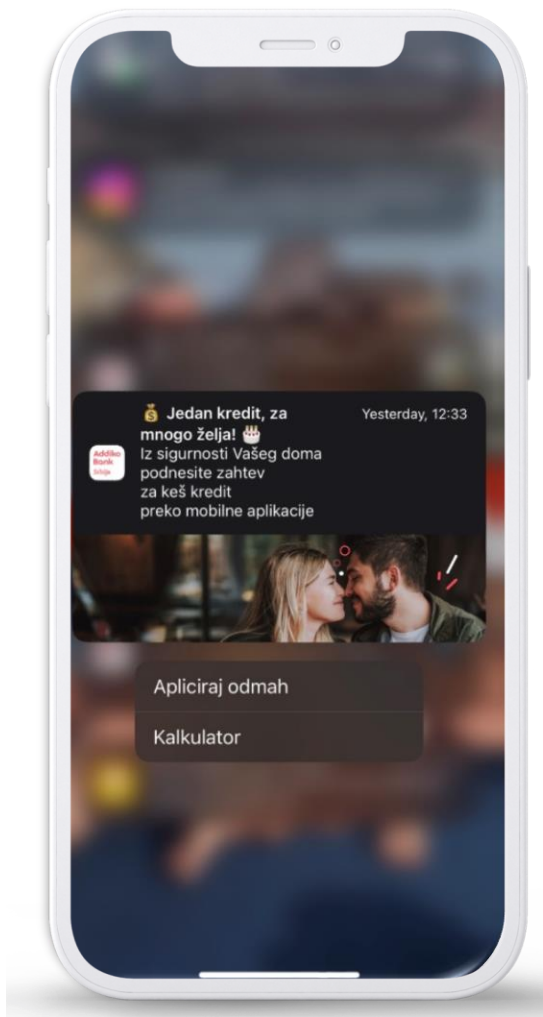 💰 Jedan kredit, za
mnogo želja! 🎂
Yesterday, 12:33
Addiko
Bank
Srbija
Iz sigurnosti Vašeg doma
podnesite zahtev
za keš kredit
preko mobilne aplikacije
Apliciraj odmah
Kalkulator